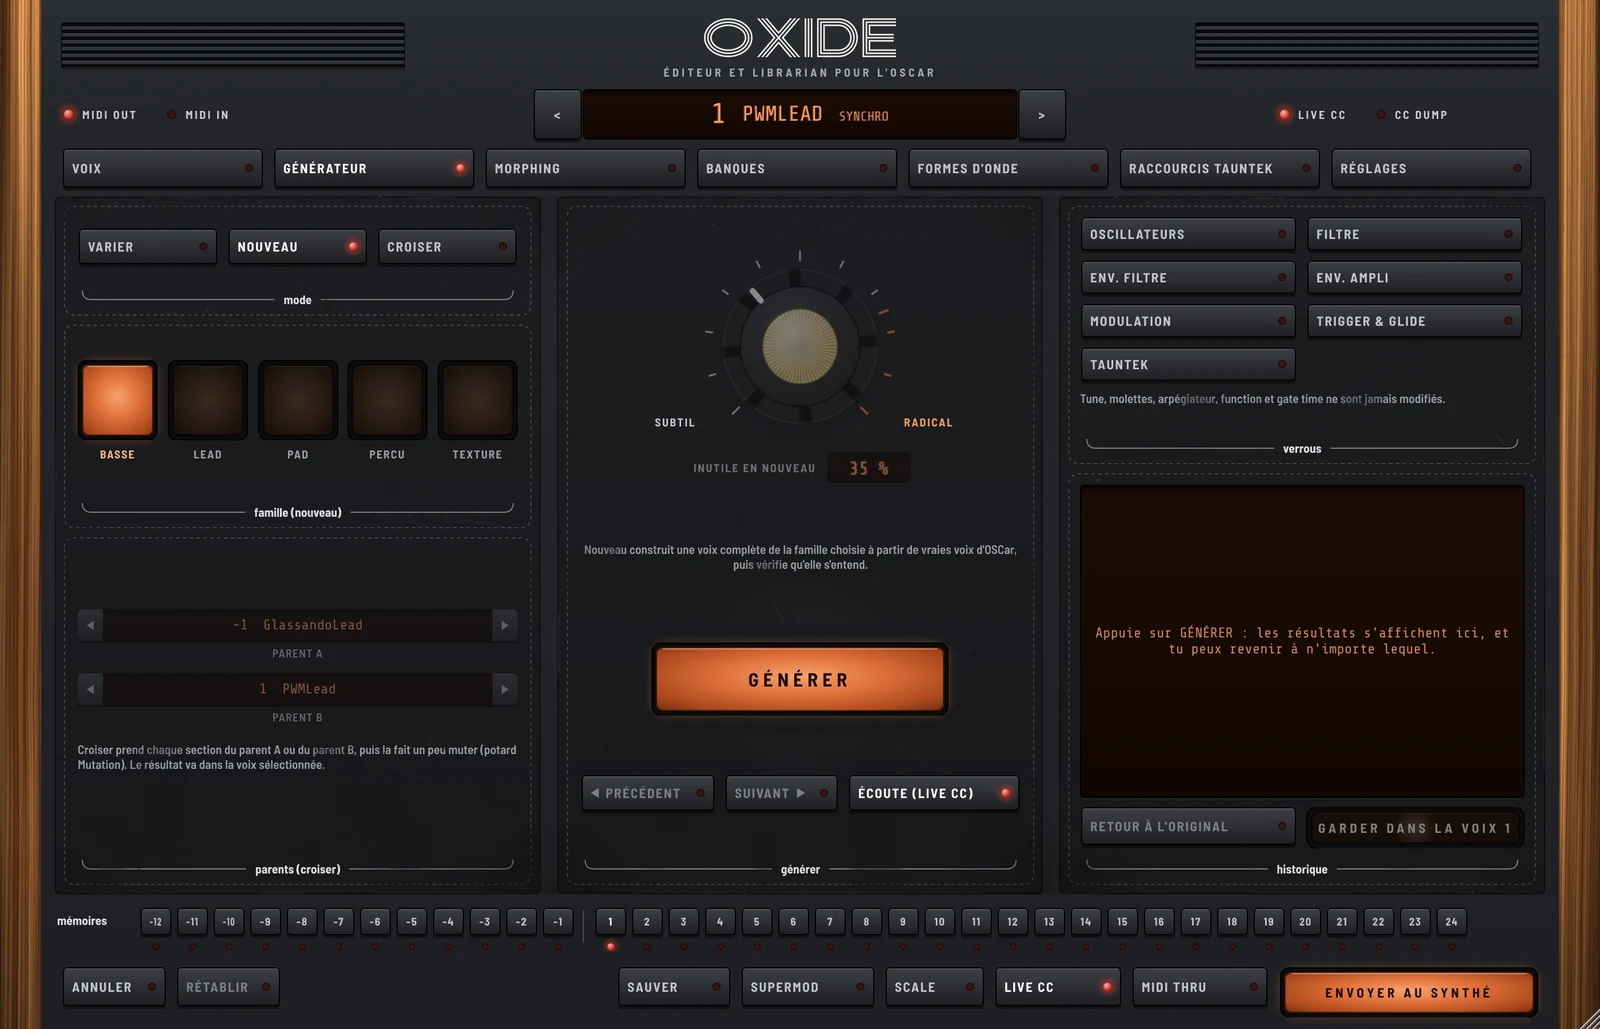 OXIDE
ÉDITEUR ET LIBRARIAN POUR L'OSCAR
MIDI OUT MIDI IN < 1 PWMLEAD SYNCHRO > LIVE CC CC DUMP
VOIX GÉNÉRATEUR MORPHING BANQUES FORMES D'ONDE RACCOURCIS TAUNTEK RÉGLAGES
VARIER NOUVEAU CROISER
mode
BASSE LEAD PAD PERCU TEXTURE
famille (nouveau)
◀ -1 GlassandoLead ▶
PARENT A
◀ 1 PWMLead ▶
PARENT B
Croiser prend chaque section du parent A ou du parent B, puis la fait un peu muter (potard
Mutation). Le résultat va dans la voix sélectionnée.
parents (croiser)
SUBTIL RADICAL
INUTILE EN NOUVEAU 35 %
Nouveau construit une voix complète de la famille choisie à partir de vraies voix d'OSCar,
puis vérifie qu'elle s'entend.
GÉNÉRER
◀ PRÉCÉDENT SUIVANT ▶ ÉCOUTE (LIVE CC)
générer
OSCILLATEURS FILTRE
ENV. FILTRE ENV. AMPLI
MODULATION TRIGGER & GLIDE
TAUNTEK
Tune, molettes, arpégiateur, function et gate time ne sont jamais modifiés.
verrous
Appuie sur GÉNÉRER : les résultats s'affichent ici, et
tu peux revenir à n'importe lequel.
RETOUR À L'ORIGINAL GARDER DANS LA VOIX 1
historique
mémoires -12 -11 -10 -9 -8 -7 -6 -5 -4 -3 -2 -1 1 2 3 4 5 6 7 8 9 10 11 12 13 14 15 16 17 18 19 20 21 22 23 24
ANNULER RÉTABLIR SAUVER SUPERMOD SCALE LIVE CC MIDI THRU ENVOYER AU SYNTHÉ